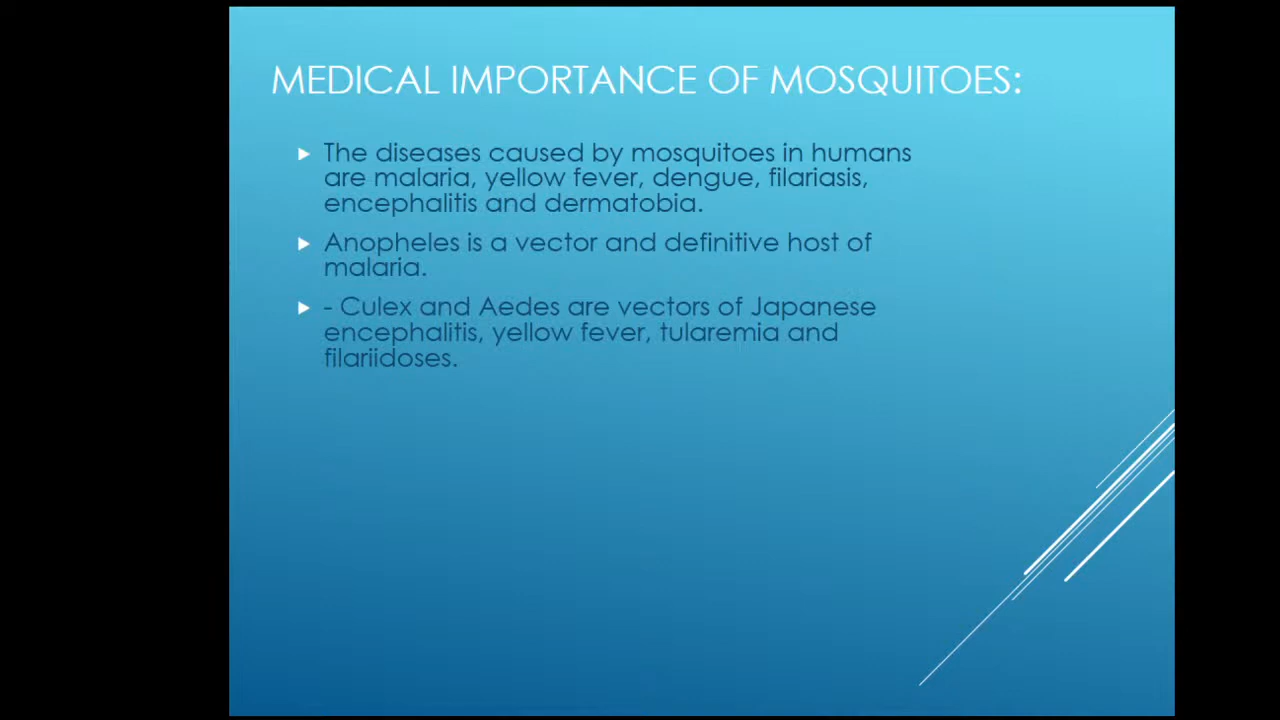 MEDICAL IMPORTANCE OF MOSQUITOES:
The diseases caused by mosquitoes in humans
are malaria, yellow fever, dengue, filariasis,
encephalitis and dermatobia.
Anopheles is a vector and definitive host of
malaria.
- Culex and Aedes are vectors of Japanese
encephalitis, yellow fever, tularemia and
filariidoses.